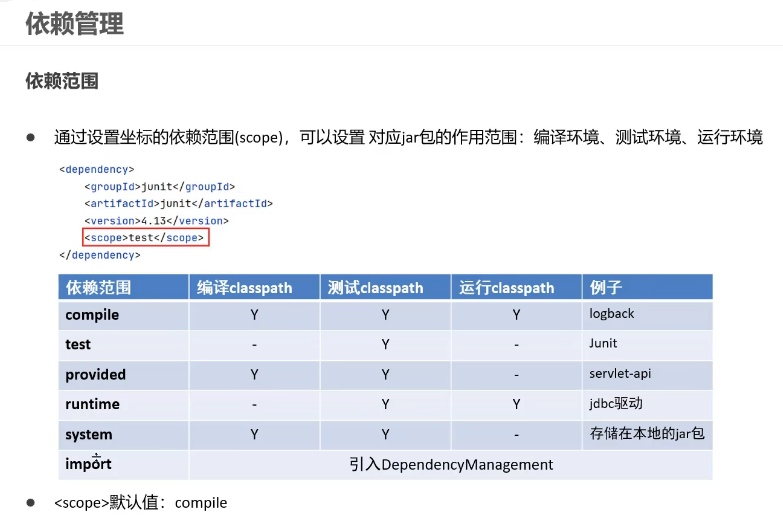 依赖管理
依赖范围
● 通过设置坐标的依赖范围(scope)，可以设置 对应jar包的作用范围：编译环境、测试环境、运行环境
<dependency>
<groupId>junit</groupId>
<artifactId>junit</artifactId>
<version>4.13</version>
<scope>test</scope>
</dependency>
依赖范围 编译classpath 测试classpath 运行classpath 例子
compile Y Y Y logback
test - Y - Junit
provided Y Y - servlet-api
runtime - Y Y jdbc驱动
system Y Y - 存储在本地的jar包
import 引入DependencyManagement
● <scope>默认值：compile